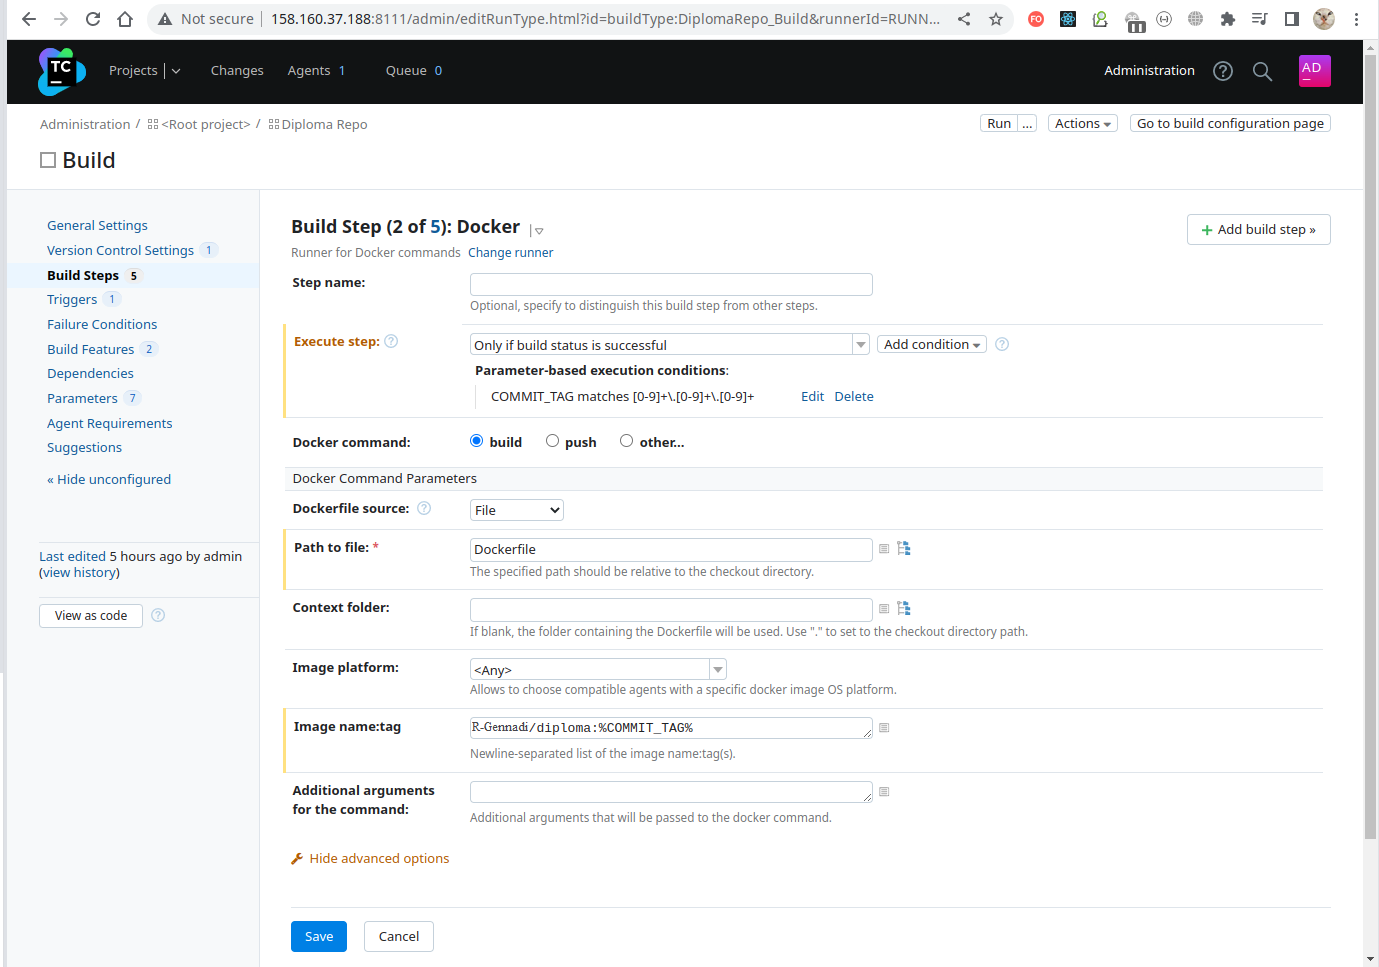 Not secure | 158.160.37.188:8111/admin/editRunType.html?id=buildType:DiplomaRepo_Build&runnerId=RUNN...
FO
TC
Projects
Changes
Agents 1
Queue 0
Administration
AD
Administration / <Root project> / Diploma Repo
Run ...
Actions
Go to build configuration page
Build
General Settings
Version Control Settings 1
Build Steps 5
Triggers 1
Failure Conditions
Build Features 2
Dependencies
Parameters 7
Agent Requirements
Suggestions
« Hide unconfigured
Last edited 5 hours ago by admin
(view history)
View as code ?
Build Step (2 of 5): Docker
+ Add build step »
Runner for Docker commands Change runner
Step name:
Optional, specify to distinguish this build step from other steps.
Execute step: ?
Only if build status is successful
Add condition ?
Parameter-based execution conditions:
COMMIT_TAG matches [0-9]+\.[0-9]+\.[0-9]+ Edit Delete
Docker command: build push other...
Docker Command Parameters
Dockerfile source: ? File
Path to file: * Dockerfile
The specified path should be relative to the checkout directory.
Context folder:
If blank, the folder containing the Dockerfile will be used. Use "." to set to the checkout directory path.
Image platform: <Any>
Allows to choose compatible agents with a specific docker image OS platform.
Image name:tag R-Gennadi/diploma:%COMMIT_TAG%
Newline-separated list of the image name:tag(s).
Additional arguments
for the command:
Additional arguments that will be passed to the docker command.
Hide advanced options
Save
Cancel